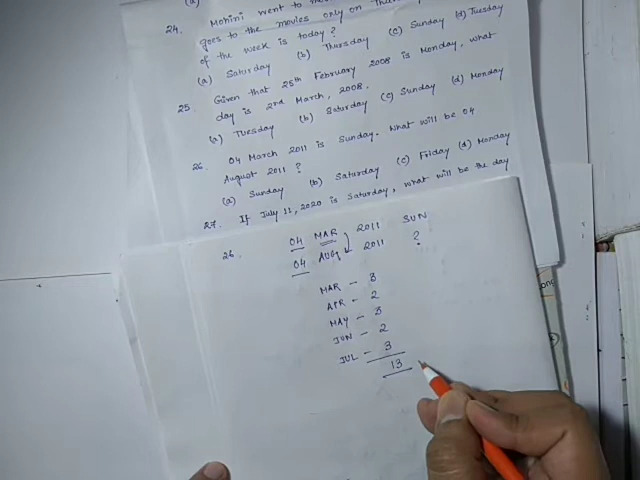 (a)
24. Mohini went to
goes to the movies only on
of the week is today?
(a) Saturday (b) Thursday (c) Sunday (d) Tuesday
25. Given that 25th February 2008 is Monday, what
day is 2nd March, 2008.
(a) Tuesday (b) Saturday (c) Sunday (d) Monday
26. 04 March 2011 is Sunday. What will be 04
August 2011 ?
(a) Sunday (b) Saturday (c) Friday (d) Monday
27. If July 11, 2020 is Saturday, what will be the day
26. 04 MAR 2011 SUN
04 AUG 2011 ?
MAR - 3
APR - 2
MAY - 3
JUN - 2
JUL - 3
13